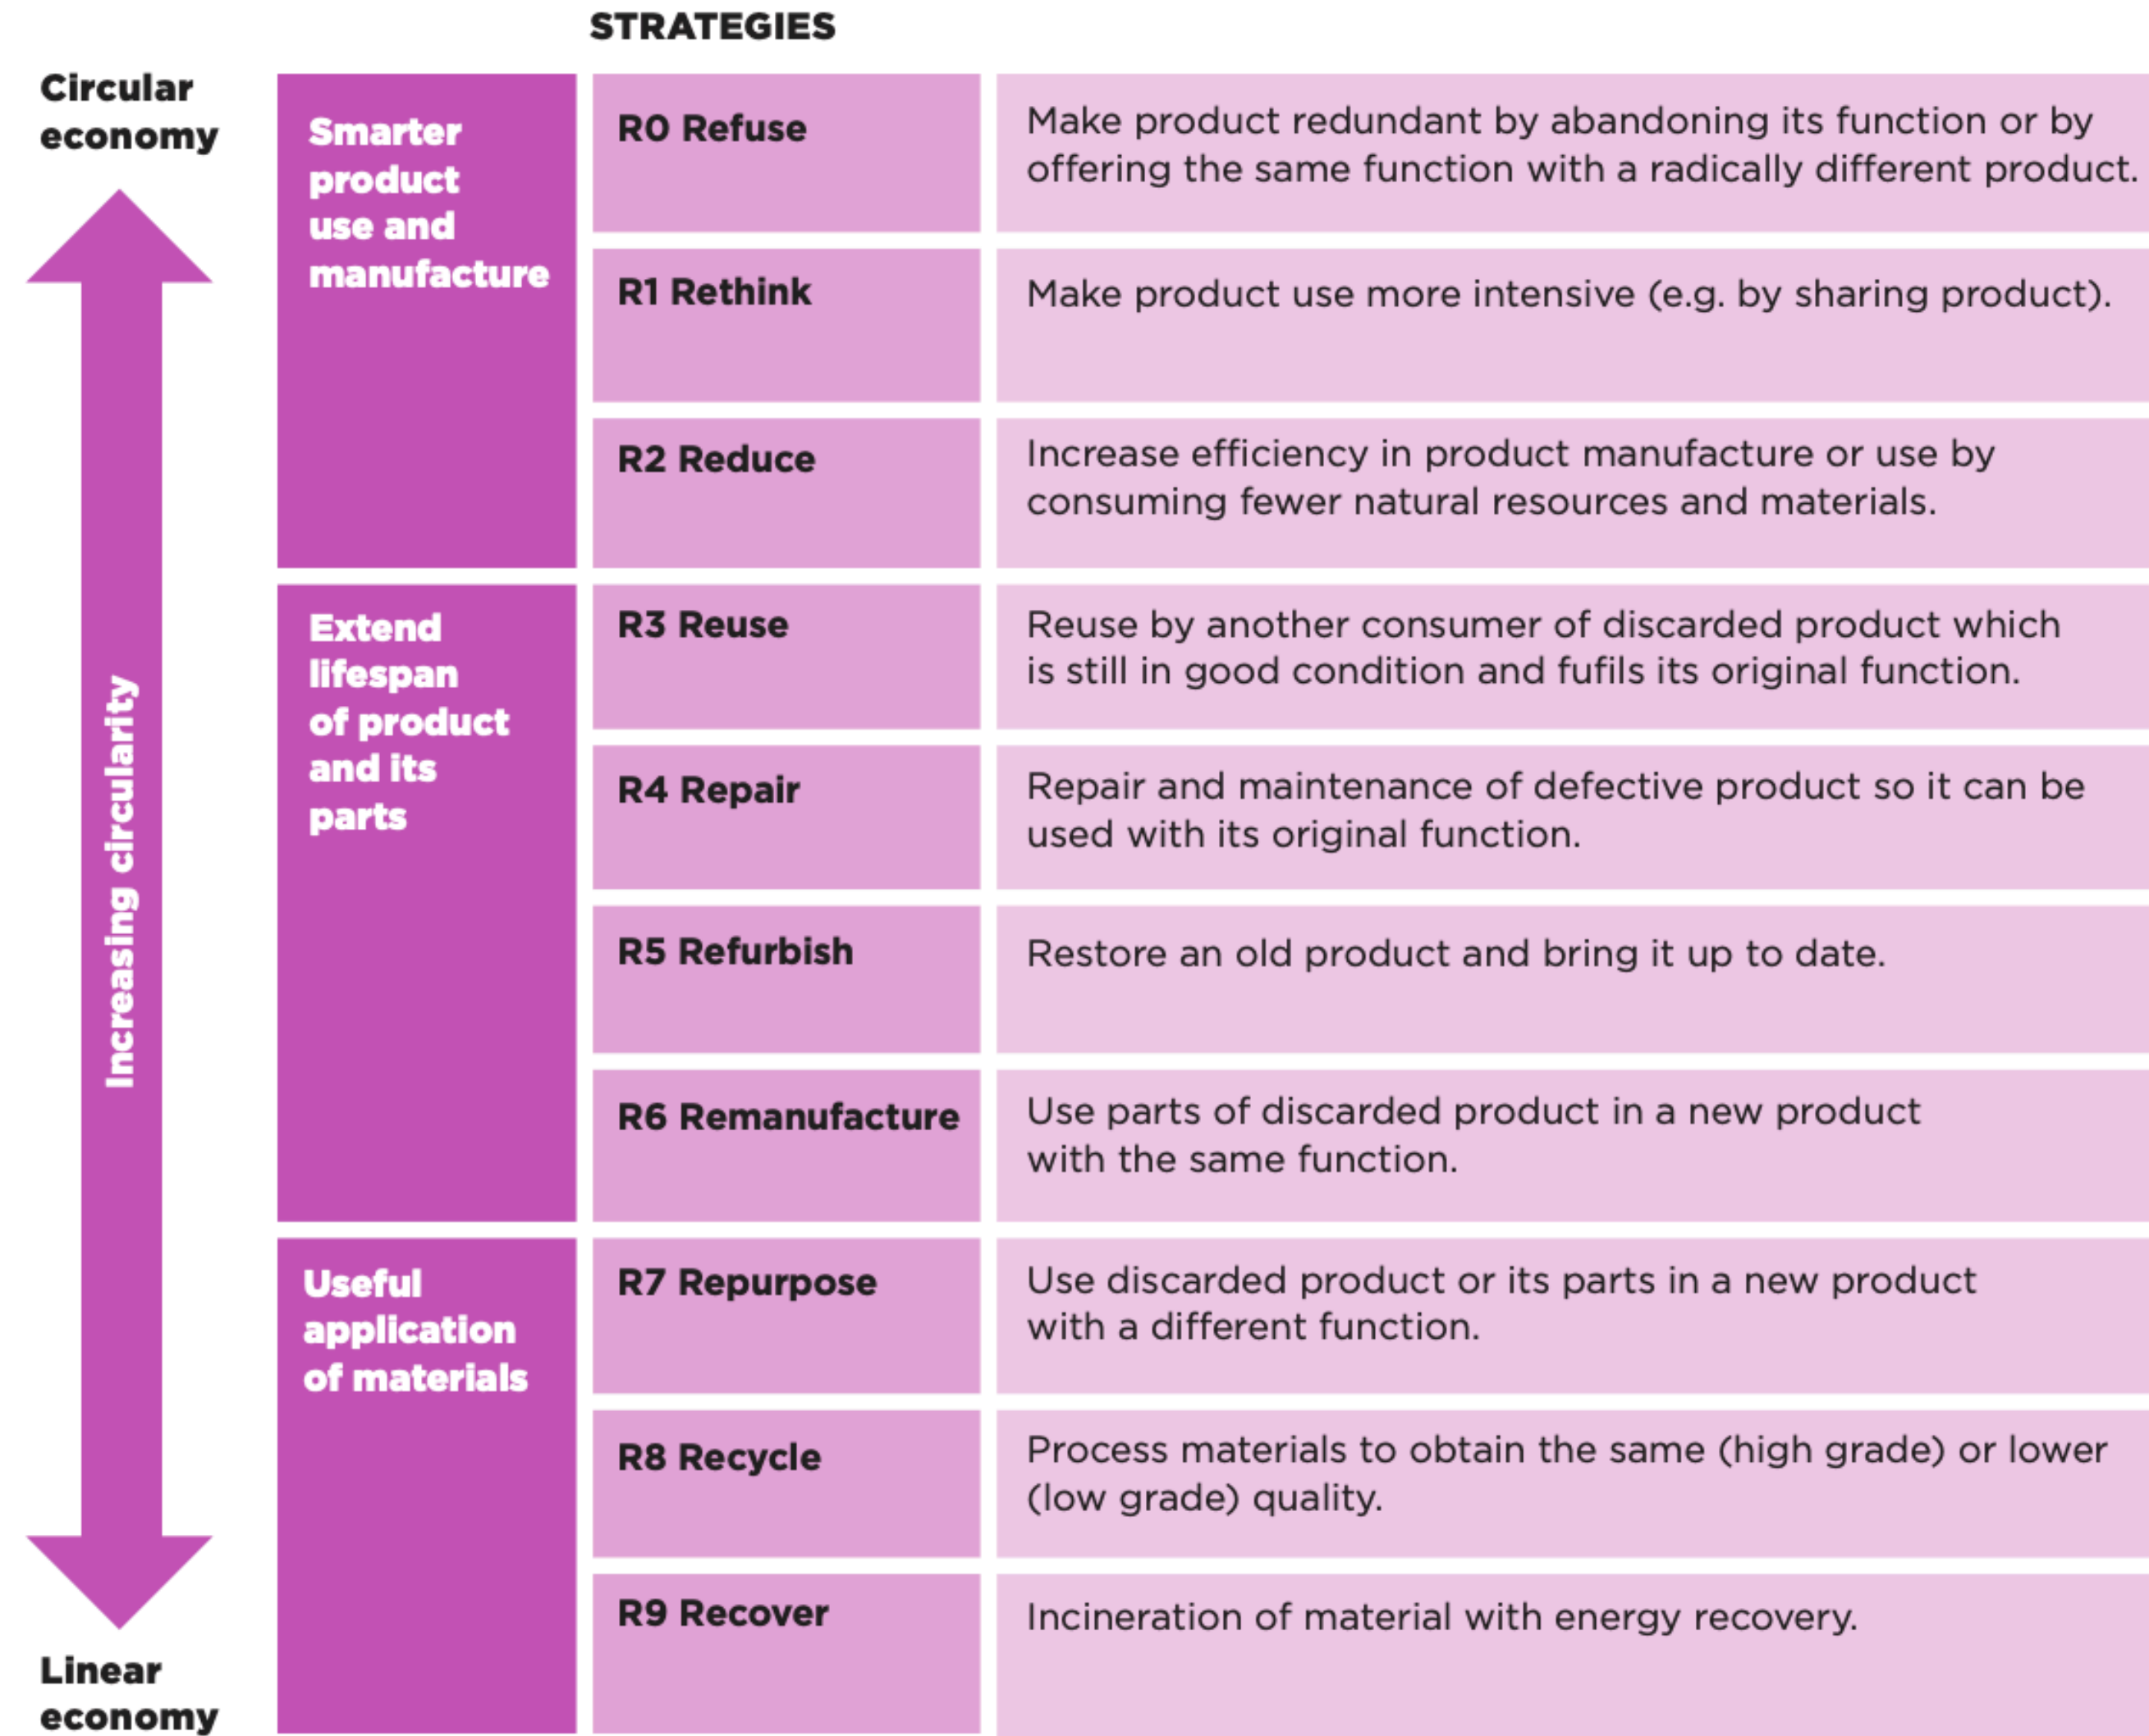 STRATEGIES
Circular
economy
Increasing circularity
Linear
economy
Smarter
product
use and
manufacture
R0 Refuse
Make product redundant by abandoning its function or by
offering the same function with a radically different product.
R1 Rethink
Make product use more intensive (e.g. by sharing product).
R2 Reduce
Increase efficiency in product manufacture or use by
consuming fewer natural resources and materials.
Extend
lifespan
of product
and its
parts
R3 Reuse
Reuse by another consumer of discarded product which
is still in good condition and fufils its original function.
R4 Repair
Repair and maintenance of defective product so it can be
used with its original function.
R5 Refurbish
Restore an old product and bring it up to date.
R6 Remanufacture
Use parts of discarded product in a new product
with the same function.
Useful
application
of materials
R7 Repurpose
Use discarded product or its parts in a new product
with a different function.
R8 Recycle
Process materials to obtain the same (high grade) or lower
(low grade) quality.
R9 Recover
Incineration of material with energy recovery.